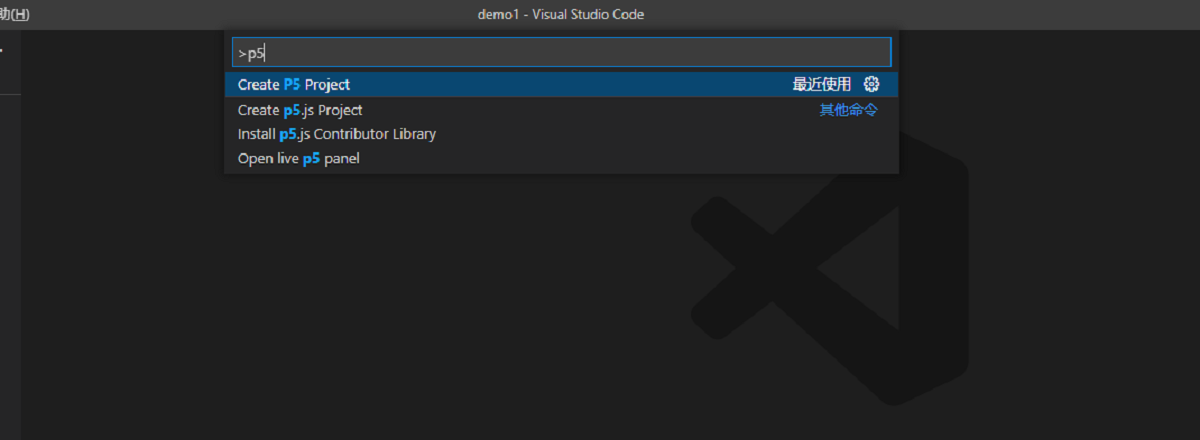 助(H)
demo1 - Visual Studio Code
>p5
Create P5 Project 最近使用
Create p5.js Project 其他命令
Install p5.js Contributor Library
Open live p5 panel